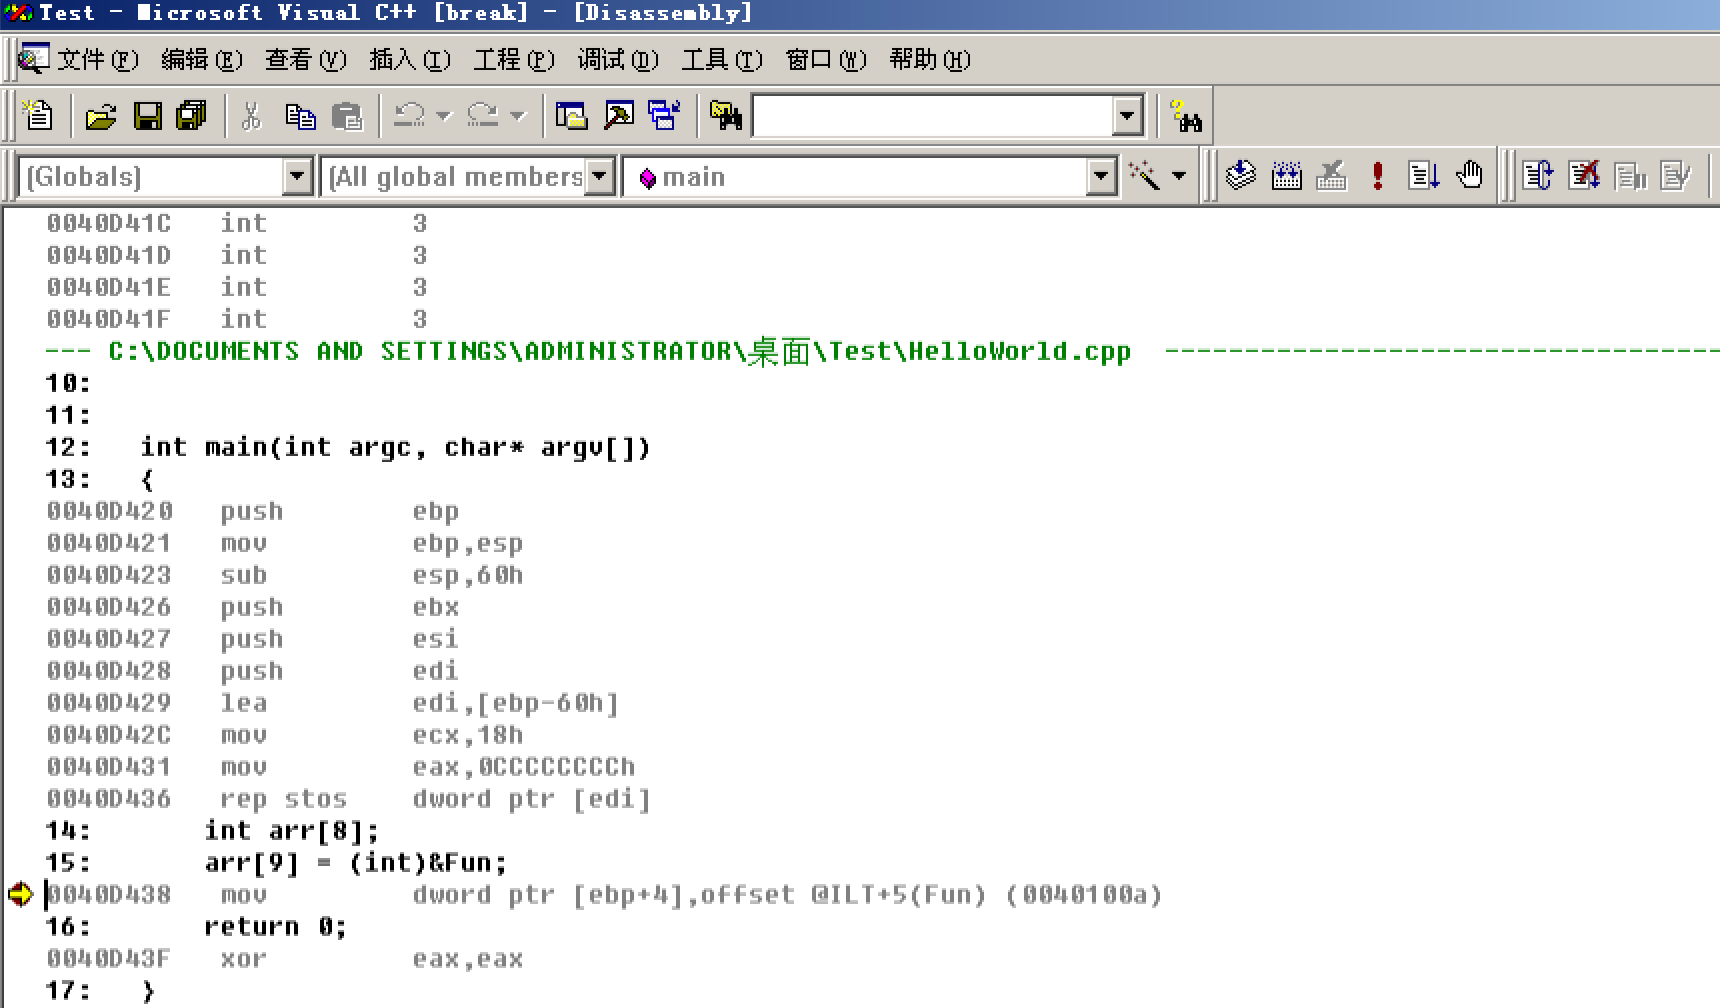 Test - Microsoft Visual C++ [break] - [Disassembly]
文件(F) 编辑(E) 查看(V) 插入(I) 工程(P) 调试(D) 工具(T) 窗口(W) 帮助(H)
(Globals) (All global members main
0040D41C int 3
0040D41D int 3
0040D41E int 3
0040D41F int 3
--- C:\DOCUMENTS AND SETTINGS\ADMINISTRATOR\桌面\Test\HelloWorld.cpp -----------------------------------
10:
11:
12: int main(int argc, char* argv[])
13: {
0040D420 push ebp
0040D421 mov ebp,esp
0040D423 sub esp,60h
0040D426 push ebx
0040D427 push esi
0040D428 push edi
0040D429 lea edi,[ebp-60h]
0040D42C mov ecx,18h
0040D431 mov eax,0CCCCCCCCh
0040D436 rep stos dword ptr [edi]
14: int arr[8];
15: arr[9] = (int)&Fun;
0040D438 mov dword ptr [ebp+4],offset @ILT+5(Fun) (0040100a)
16: return 0;
0040D43F xor eax,eax
17: }